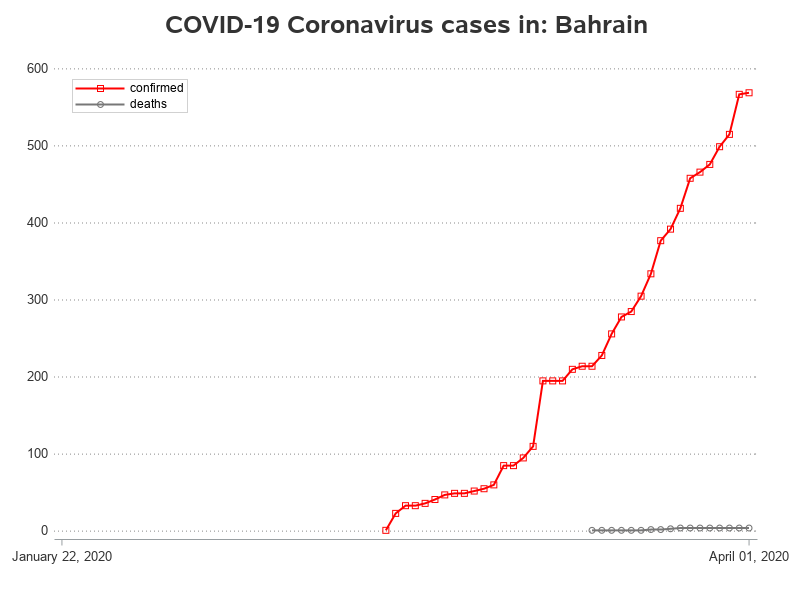 COVID-19 Coronavirus cases in: Bahrain
600
confirmed
deaths
500
400
300
200
100
0
January 22, 2020
April 01, 2020